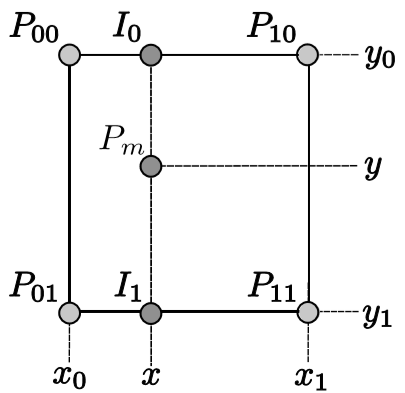 P₀₀ I₀ P₁₀
y₀
Pₘ
y
P₀₁ I₁ P₁₁
y₁
x₀ x x₁